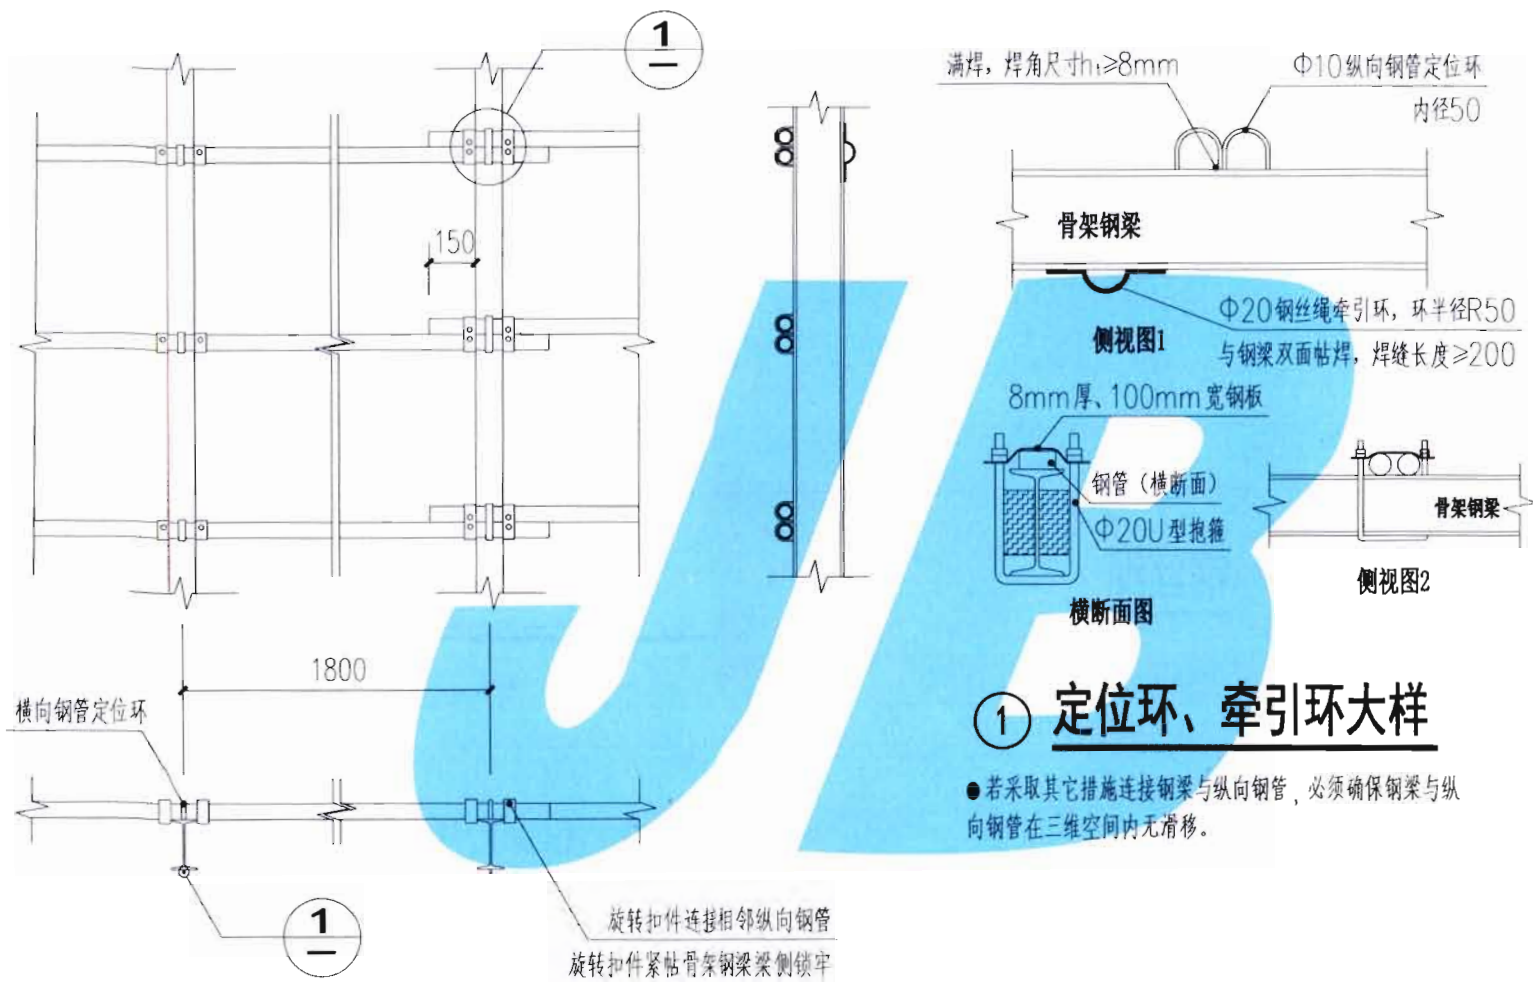 1
满焊，焊角尺寸h₁≥8mm
Φ10纵向钢管定位环
内径50
150
骨架钢梁
侧视图1
Φ20钢丝绳牵引环，环半径R50
与钢梁双面帖焊，焊缝长度≥200
8mm厚、100mm宽钢板
钢管（横断面）
Φ20U型抱箍
横断面图
骨架钢梁
侧视图2
1800
横向钢管定位环
1 定位环、牵引环大样
●若采取其它措施连接钢梁与纵向钢管，必须确保钢梁与纵
向钢管在三维空间内无滑移。
1
旋转扣件连接相邻纵向钢管
旋转扣件紧帖骨架钢梁梁侧锁牢
JB